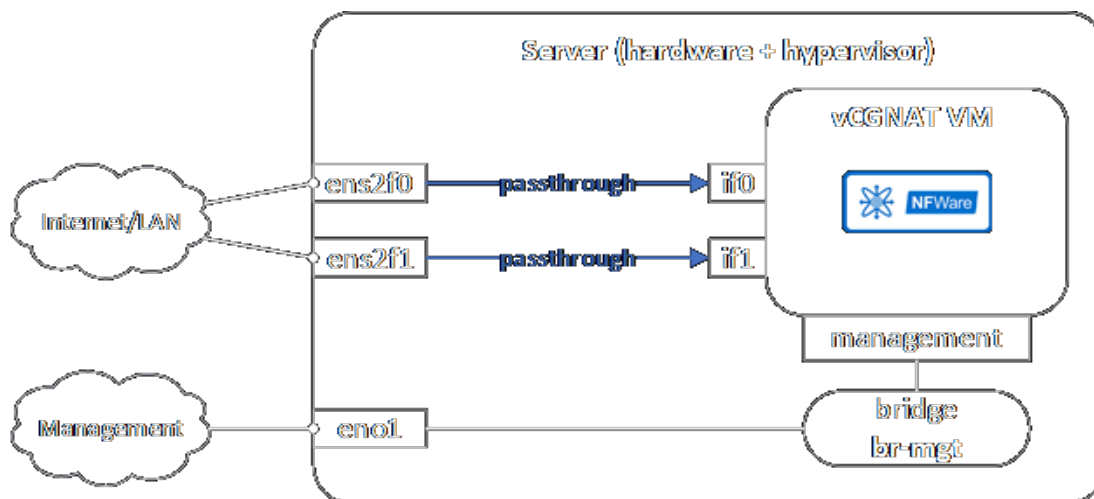 Server (hardware + hypervisor)
vCGNAT VM
NFWare
Internet/LAN
ens2f0
passthrough
if0
ens2f1
passthrough
if1
management
Management
eno1
bridge
br-mgt